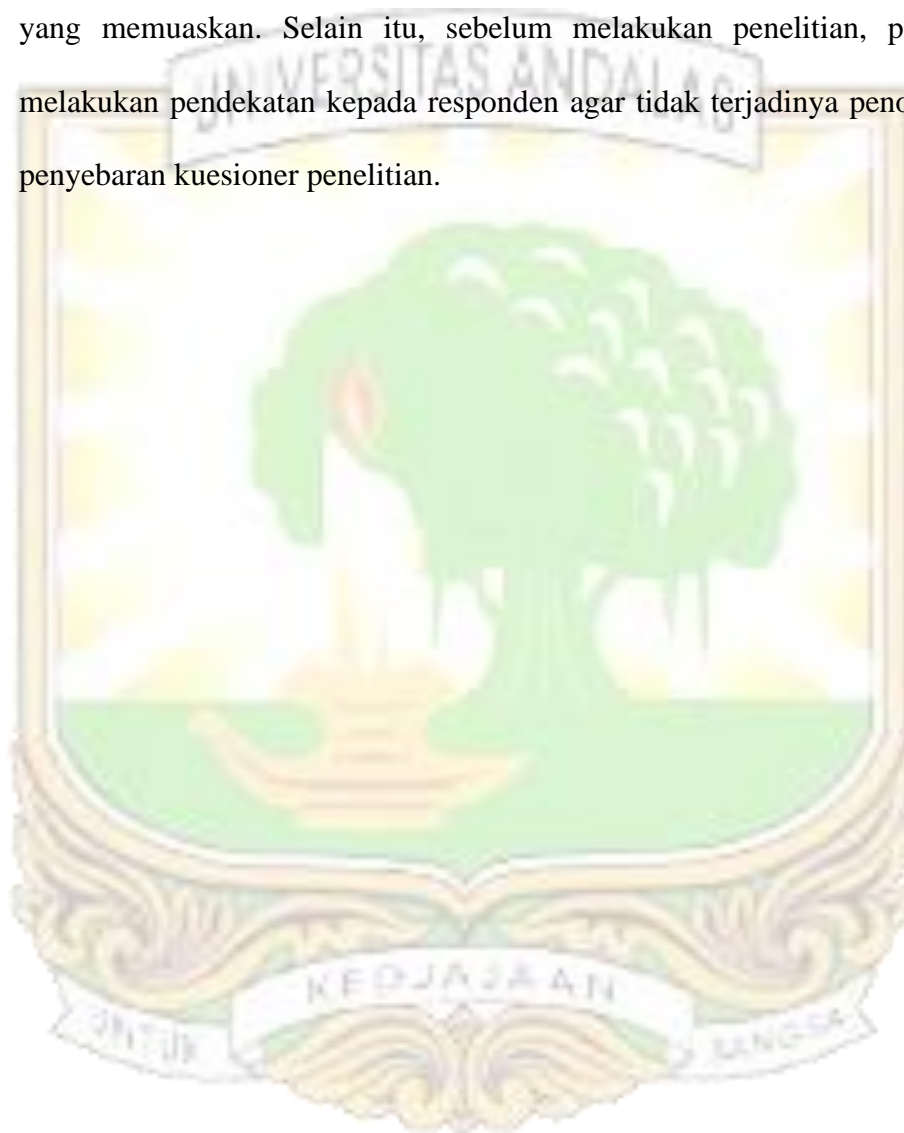 yang memuaskan. Selain itu, sebelum melakukan penelitian, p
melakukan pendekatan kepada responden agar tidak terjadinya peno
penyebaran kuesioner penelitian.
UNIVERSITAS ANDALAS
KEDJAJAAN
UNTUK
BANGSA